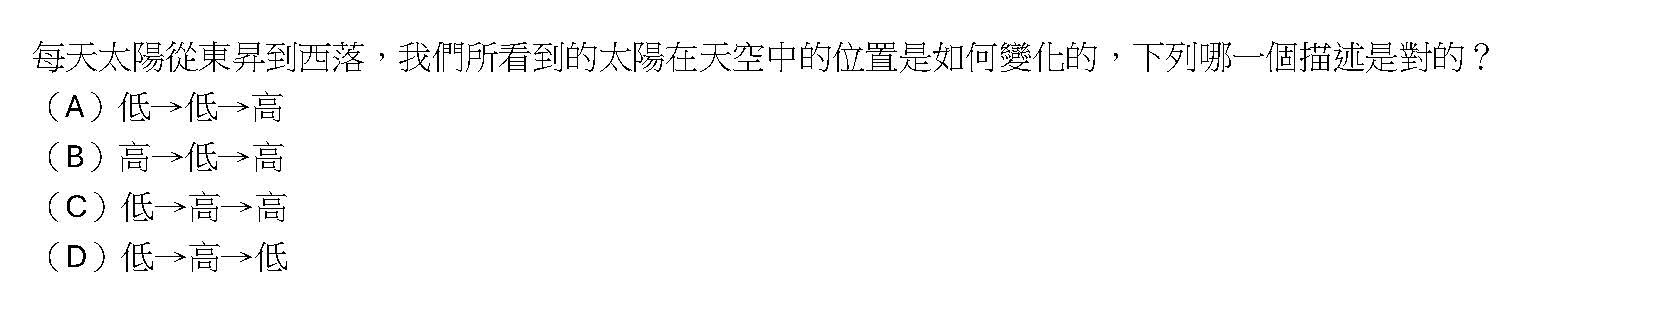 每天太陽從東昇到西落，我們所看到的太陽在天空中的位置是如何變化的，下列哪一個描述是對的？
（A）低→低→高
（B）高→低→高
（C）低→高→高
（D）低→高→低